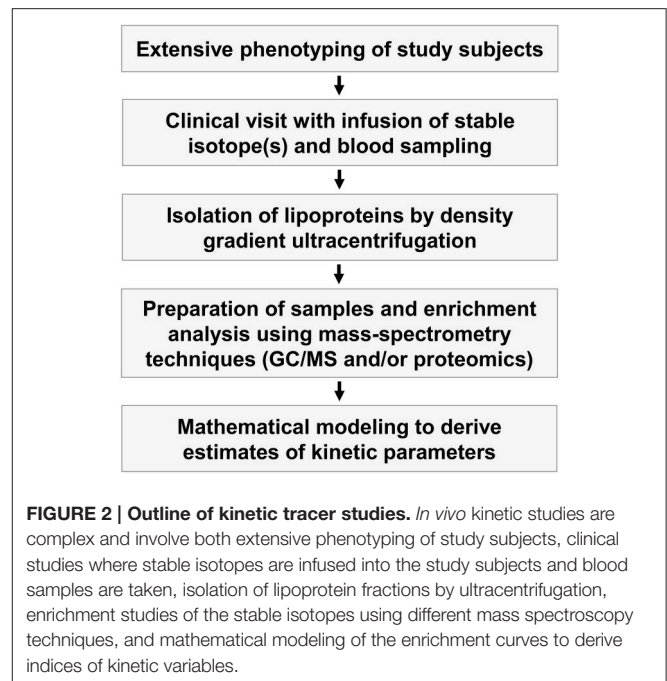 Extensive phenotyping of study subjects
Clinical visit with infusion of stable
isotope(s) and blood sampling
Isolation of lipoproteins by density
gradient ultracentrifugation
Preparation of samples and enrichment
analysis using mass-spectrometry
techniques (GC/MS and/or proteomics)
Mathematical modeling to derive
estimates of kinetic parameters
FIGURE 2 | Outline of kinetic tracer studies. In vivo kinetic studies are
complex and involve both extensive phenotyping of study subjects, clinical
studies where stable isotopes are infused into the study subjects and blood
samples are taken, isolation of lipoprotein fractions by ultracentrifugation,
enrichment studies of the stable isotopes using different mass spectroscopy
techniques, and mathematical modeling of the enrichment curves to derive
indices of kinetic variables.